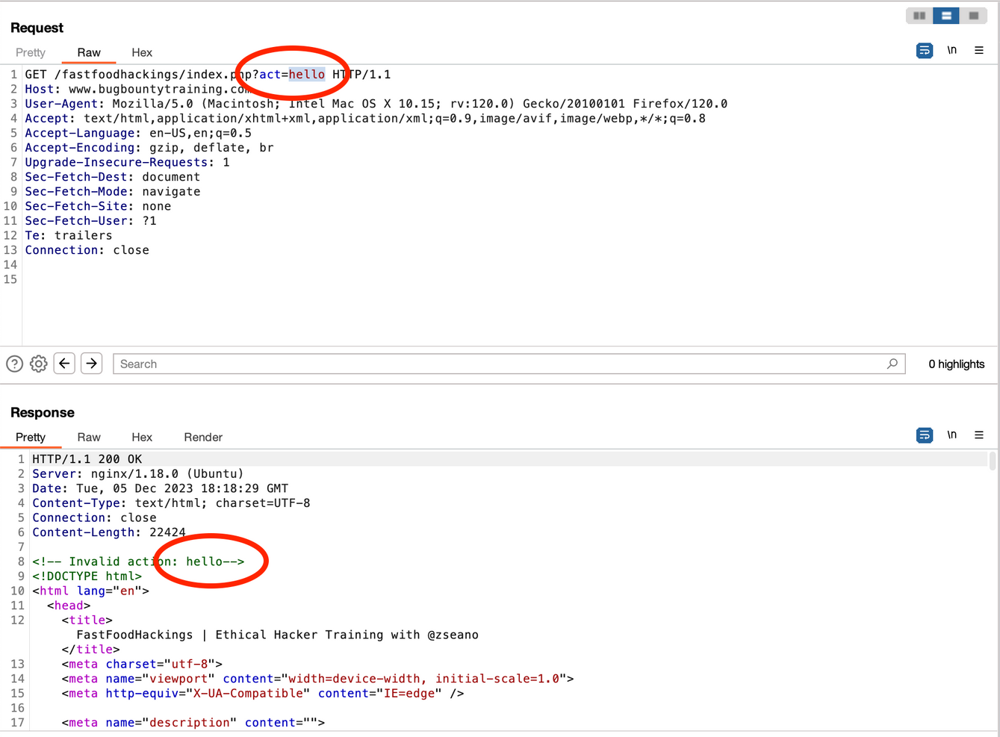 Request
Pretty Raw Hex
\n
1 GET /fastfoodhackings/index.php?act=hello HTTP/1.1
2 Host: www.bugbountytraining.com
3 User-Agent: Mozilla/5.0 (Macintosh; Intel Mac OS X 10.15; rv:120.0) Gecko/20100101 Firefox/120.0
4 Accept: text/html,application/xhtml+xml,application/xml;q=0.9,image/avif,image/webp,*/*;q=0.8
5 Accept-Language: en-US,en;q=0.5
6 Accept-Encoding: gzip, deflate, br
7 Upgrade-Insecure-Requests: 1
8 Sec-Fetch-Dest: document
9 Sec-Fetch-Mode: navigate
10 Sec-Fetch-Site: none
11 Sec-Fetch-User: ?1
12 Te: trailers
13 Connection: close
14
15
Search 0 highlights
Response
Pretty Raw Hex Render
\n
1 HTTP/1.1 200 OK
2 Server: nginx/1.18.0 (Ubuntu)
3 Date: Tue, 05 Dec 2023 18:18:29 GMT
4 Content-Type: text/html; charset=UTF-8
5 Connection: close
6 Content-Length: 22424
7
8 <!-- Invalid action: hello-->
9 <!DOCTYPE html>
10 <html lang="en">
11 <head>
12 <title>
FastFoodHackings | Ethical Hacker Training with @zseano
</title>
13 <meta charset="utf-8">
14 <meta name="viewport" content="width=device-width, initial-scale=1.0">
15 <meta http-equiv="X-UA-Compatible" content="IE=edge" />
16
17 <meta name="description" content="">